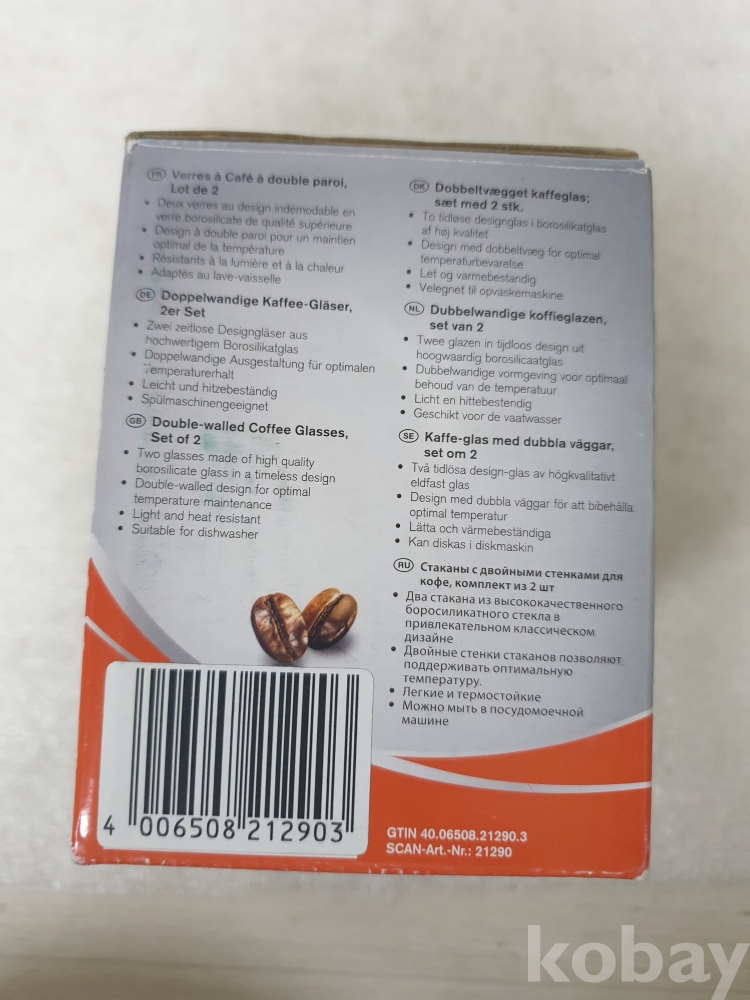 FR Verres à Café à double paroi,
Lot de 2
• Deux verres au design indémodable en
verre borosilicate de qualité supérieure
• Design à double paroi pour un maintien
optimal de la température
• Résistants à la lumière et à la chaleur
• Adaptés au lave-vaisselle
DE Doppelwandige Kaffee-Gläser,
2er Set
• Zwei zeitlose Designgläser aus
hochwertigem Borosilikatglas
• Doppelwandige Ausgestaltung für optimalen
Temperaturerhalt
• Leicht und hitzebeständig
• Spülmaschinengeeignet
GB Double-walled Coffee Glasses,
Set of 2
• Two glasses made of high quality
borosilicate glass in a timeless design
• Double-walled design for optimal
temperature maintenance
• Light and heat resistant
• Suitable for dishwasher
DK Dobbeltvægget kaffeglas;
sæt med 2 stk.
• To tidløse designglas i borosilikatglas
af høj kvalitet
• Design med dobbeltvæg for optimal
temperaturbevarelse
• Let og varmebestandig
• Velegnet til opvaskemaskine
NL Dubbelwandige koffieglazen,
set van 2
• Twee glazen in tijdloos design uit
hoogwaardig borosilicaatglas
• Dubbelwandige vormgeving voor optimaal
behoud van de temperatuur
• Licht en hittebestendig
• Geschikt voor de vaatwasser
SE Kaffe-glas med dubbla väggar,
set om 2
• Två tidlösa design-glas av högkvalitativt
eldfast glas
• Design med dubbla väggar för att bibehålla
optimal temperatur
• Lätta och värmebeständiga
• Kan diskas i diskmaskin
RU Стаканы с двойными стенками для
кофе, комплект из 2 шт
• Два стакана из высококачественного
боросиликатного стекла в
привлекательном классическом
дизайне
• Двойные стенки стаканов позволяют
поддерживать оптимальную
температуру.
• Легкие и термостойкие
• Можно мыть в посудомоечной
машине
4 006508 212903
GTIN 40.06508.21290.3
SCAN-Art.-Nr.: 21290
kobay